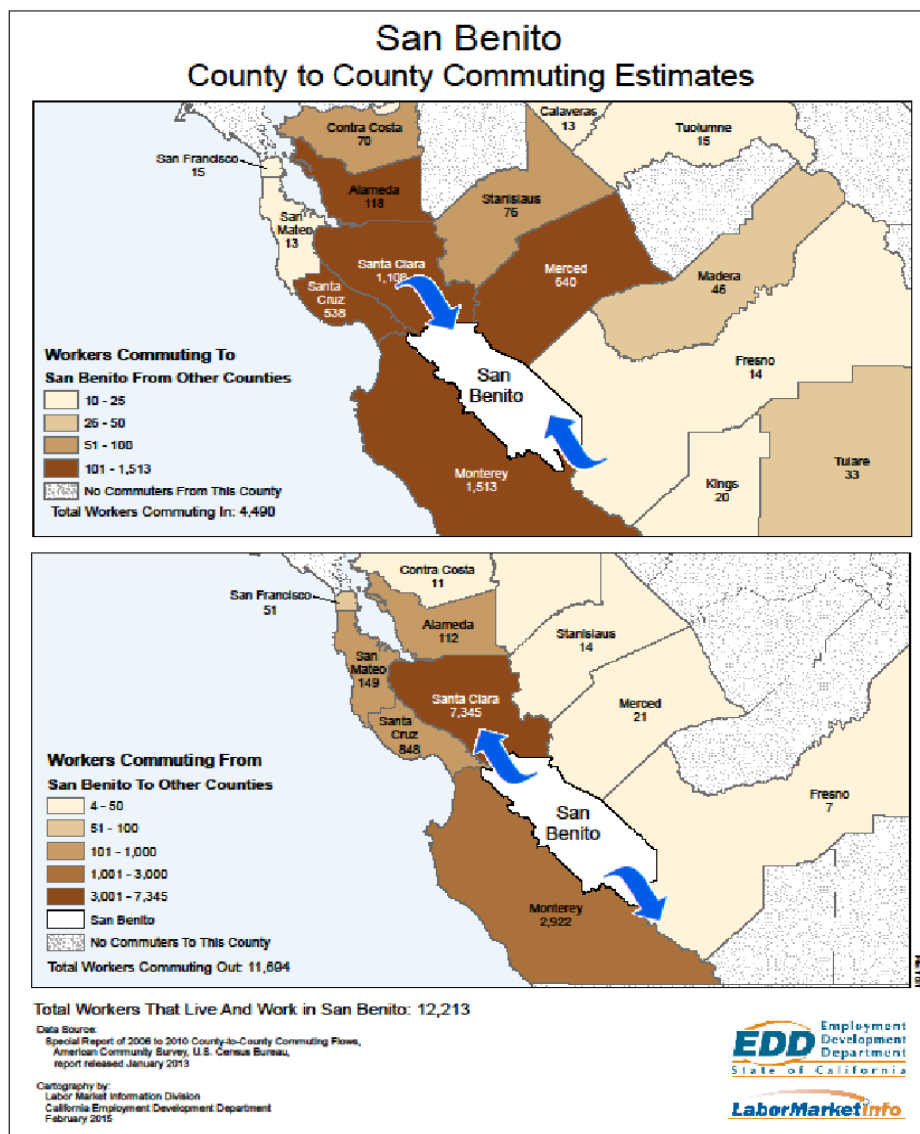 San Benito
County to County Commuting Estimates
Calaveras
13
Tuolumne
15
Contra Costa
70
San Francisco
15
Alameda
118
Stanislaus
76
San
Mateo
13
Santa Clara
1,108
Merced
640
Madera
46
Santa
Cruz
538
Workers Commuting To
San Benito From Other Counties
10 - 25
26 - 50
51 - 100
101 - 1,513
No Commuters From This County
Total Workers Commuting In: 4,490
San
Benito
Fresno
14
Monterey
1,513
Kings
20
Tulare
33
Contra Costa
11
San Francisco
51
Alameda
112
Stanislaus
14
San
Mateo
149
Santa Clara
7,345
Merced
21
Santa
Cruz
848
Workers Commuting From
San Benito To Other Counties
4 - 50
51 - 100
101 - 1,000
1,001 - 3,000
3,001 - 7,345
San Benito
No Commuters To This County
Total Workers Commuting Out: 11,694
San
Benito
Fresno
7
Monterey
2,922
Total Workers That Live And Work in San Benito: 12,213
Data Source:
Special Report of 2006 to 2010 County-to-County Commuting Flows,
American Community Survey, U.S. Census Bureau,
report released January 2013
Cartography by:
Labor Market Information Division
California Employment Development Department
February 2015
EDD Employment
Development
Department
State of California
LaborMarketInfo